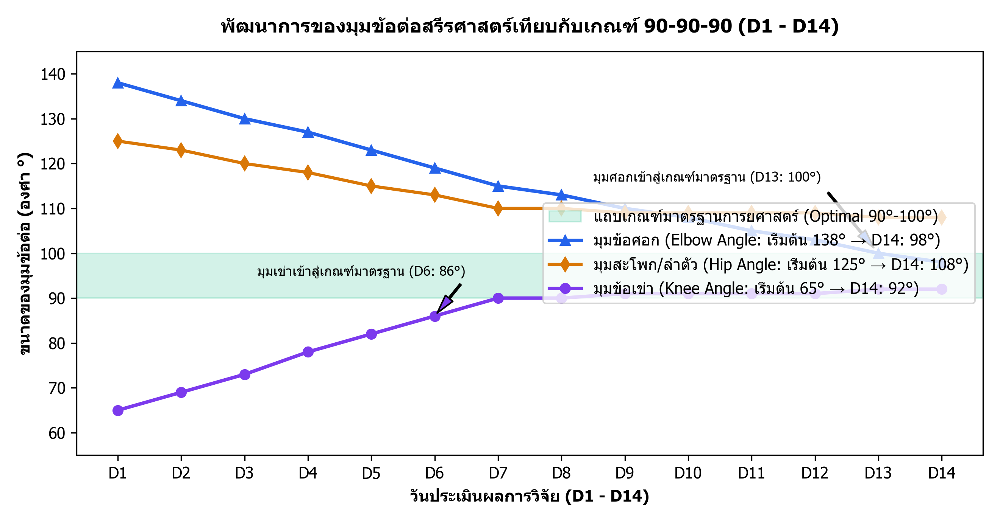 พัฒนาการของมุมข้อต่อสรีรศาสตร์เทียบกับเกณฑ์ 90-90-90 (D1 - D14)
ขนาดของมุมข้อต่อ (องศา °)
140
130
120
110
100
90
80
70
60
มุมศอกเข้าสู่เกณฑ์มาตรฐาน (D13: 100°)
มุมเข่าเข้าสู่เกณฑ์มาตรฐาน (D6: 86°)
แถบเกณฑ์มาตรฐานการยศาสตร์ (Optimal 90°-100°)
มุมข้อศอก (Elbow Angle: เริ่มต้น 138° → D14: 98°)
มุมสะโพก/ลำตัว (Hip Angle: เริ่มต้น 125° → D14: 108°)
มุมข้อเข่า (Knee Angle: เริ่มต้น 65° → D14: 92°)
D1 D2 D3 D4 D5 D6 D7 D8 D9 D10 D11 D12 D13 D14
วันประเมินผลการวิจัย (D1 - D14)